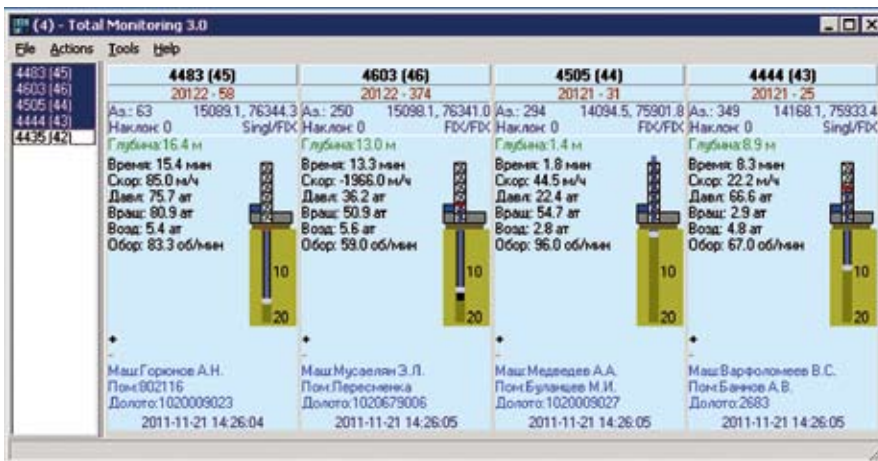 (4) - Total Monitoring 3.0
File Actions Tools Help
4483 (45)
4603 (46)
4505 (44)
4444 (43)
4435 (42)
4483 (45)
20122 - 58
Аз.: 63 15089.1, 76344.3
Наклон: 0 Singl/FIX
Глубина:16.4 м
Время: 15.4 мин
Скор: 85.0 м/ч
Давл: 75.7 ат
Вращ: 80.9 ат
Возд: 5.4 ат
Обор: 83.3 об/мин
10
20
+
-
Маш:Горюнов А.Н.
Пом:802116
Долото:1020009023
2011-11-21 14:26:04
4603 (46)
20122 - 374
Аз.: 250 15098.1, 76341.0
Наклон: 0 FIX/FIX
Глубина:13.0 м
Время: 13.3 мин
Скор: -1966.0 м/ч
Давл: 36.2 ат
Вращ: 50.9 ат
Возд: 5.6 ат
Обор: 59.0 об/мин
10
20
+
-
Маш:Мусаелян Э.Л.
Пом:Пересменка
Долото:1020679006
2011-11-21 14:26:05
4505 (44)
20121 - 31
Аз.: 294 14094.5, 75901.8
Наклон: 0 FIX/FIX
Глубина:1.4 м
Время: 1.8 мин
Скор: 44.5 м/ч
Давл: 22.4 ат
Вращ: 54.7 ат
Возд: 2.8 ат
Обор: 96.0 об/мин
10
20
+
-
Маш:Медведев А.А.
Пом:Буланцев М.И.
Долото:1020009027
2011-11-21 14:26:05
4444 (43)
20121 - 25
Аз.: 349 14168.1, 75933.4
Наклон: 0 Singl/FIX
Глубина:8.9 м
Время: 8.3 мин
Скор: 22.2 м/ч
Давл: 66.6 ат
Вращ: 2.9 ат
Возд: 4.8 ат
Обор: 67.0 об/мин
10
20
+
-
Маш:Варфоломеев В.С.
Пом:Баннов А.В.
Долото:2683
2011-11-21 14:26:05